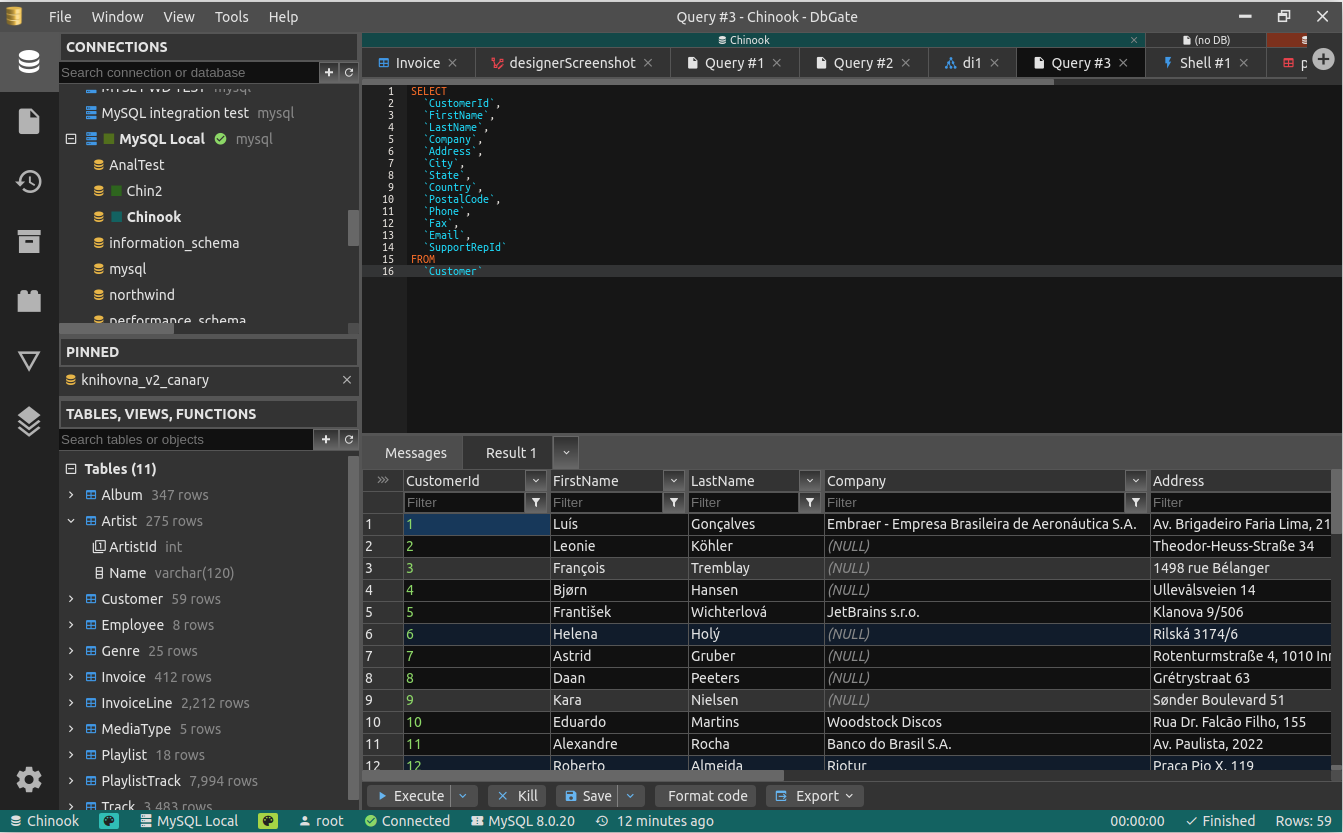 File Window View Tools Help
Query #3 - Chinook - DbGate
CONNECTIONS
Search connection or database
mysql
MySQL integration test mysql
MySQL Local mysql
AnalTest
Chin2
Chinook
information_schema
mysql
northwind
performance_schema
PINNED
knihovna_v2_canary
TABLES, VIEWS, FUNCTIONS
Search tables or objects
Tables (11)
Album 347 rows
Artist 275 rows
ArtistId int
Name varchar(120)
Customer 59 rows
Employee 8 rows
Genre 25 rows
Invoice 412 rows
InvoiceLine 2,212 rows
MediaType 5 rows
Playlist 18 rows
PlaylistTrack 7,994 rows
Track 3,483 rows
Chinook (no DB)
Invoice designerScreenshot Query #1 Query #2 di1 Query #3 Shell #1 p
1 SELECT
2 `CustomerId`,
3 `FirstName`,
4 `LastName`,
5 `Company`,
6 `Address`,
7 `City`,
8 `State`,
9 `Country`,
10 `PostalCode`,
11 `Phone`,
12 `Fax`,
13 `Email`,
14 `SupportRepId`
15 FROM
16 `Customer`
Messages Result 1
CustomerId FirstName LastName Company Address
Filter Filter Filter Filter Filter
1 1 Luís Gonçalves Embraer - Empresa Brasileira de Aeronáutica S.A. Av. Brigadeiro Faria Lima, 21
2 2 Leonie Köhler (NULL) Theodor-Heuss-Straße 34
3 3 François Tremblay (NULL) 1498 rue Bélanger
4 4 Bjørn Hansen (NULL) Ullevålsveien 14
5 5 František Wichterlová JetBrains s.r.o. Klanova 9/506
6 6 Helena Holý (NULL) Rilská 3174/6
7 7 Astrid Gruber (NULL) Rotenturmstraße 4, 1010 Inn
8 8 Daan Peeters (NULL) Grétrystraat 63
9 9 Kara Nielsen (NULL) Sønder Boulevard 51
10 10 Eduardo Martins Woodstock Discos Rua Dr. Falcão Filho, 155
11 11 Alexandre Rocha Banco do Brasil S.A. Av. Paulista, 2022
12 12 Roberto Almeida Riotur Praça Pio X, 119
Execute Kill Save Format code Export
Chinook MySQL Local root Connected MySQL 8.0.20 12 minutes ago 00:00:00 Finished Rows: 59